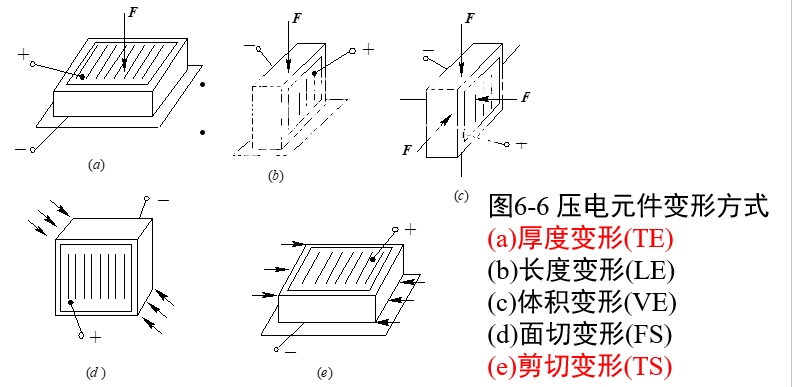 F
+
−
(a)
F
−
+
(b)
F
−
F
F
+
(c)
−
+
(d)
+
−
(e)
图6-6 压电元件变形方式
(a)厚度变形(TE)
(b)长度变形(LE)
(c)体积变形(VE)
(d)面切变形(FS)
(e)剪切变形(TS)